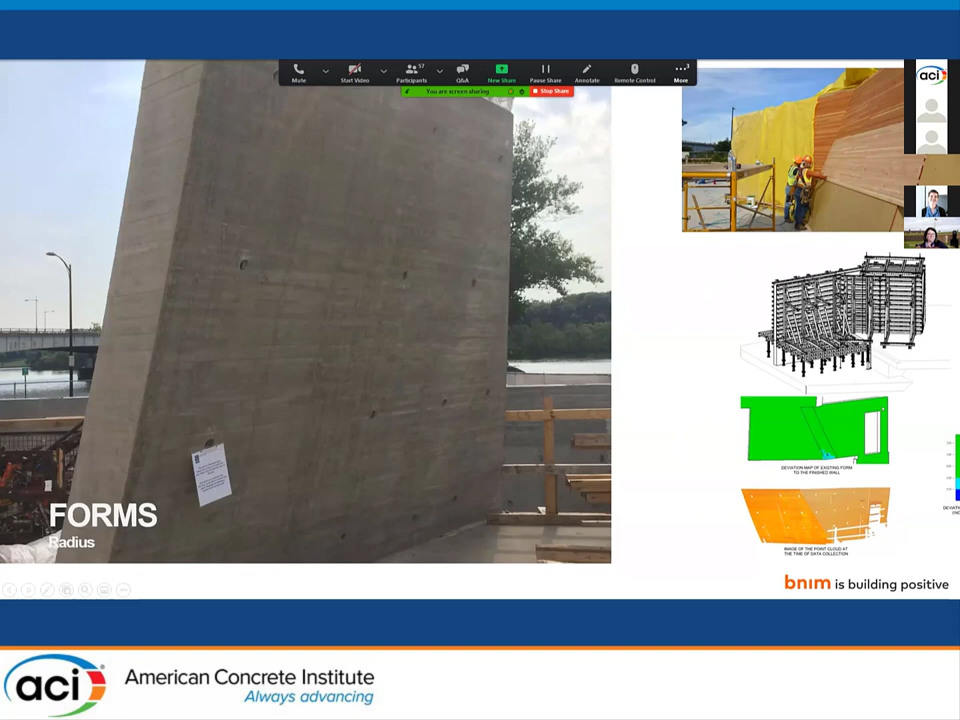 Mute
Start Video
Participants
57
Q&A
New Share
Pause Share
Annotate
Remote Control
More
3
You are screen sharing
Stop Share
aci
FORMS
Radius
DEVIATION MAP OF EXISTING FORM
TO THE FINISHED WALL
IMAGE OF THE POINT CLOUD AT
THE TIME OF DATA COLLECTION
bnim is building positive
aci
American Concrete Institute
Always advancing